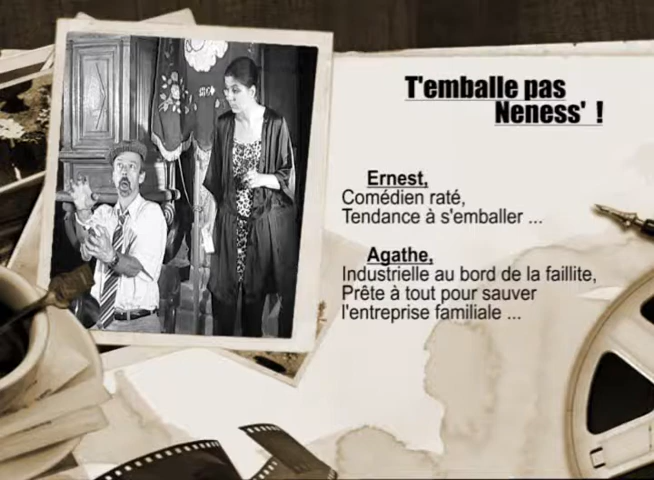 T'emballe pas
Neness' !
Ernest,
Comédien raté,
Tendance à s'emballer ...
Agathe,
Industrielle au bord de la faillite,
Prête à tout pour sauver
l'entreprise familiale ...